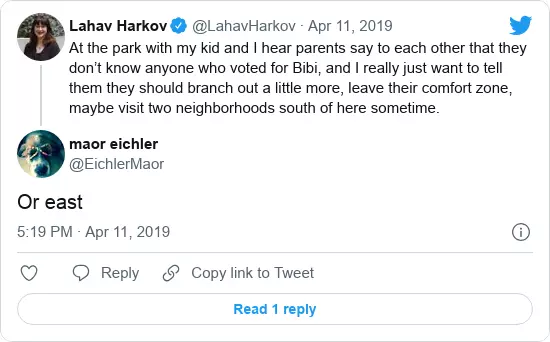 Lahav Harkov @LahavHarkov · Apr 11, 2019
At the park with my kid and I hear parents say to each other that they
don’t know anyone who voted for Bibi, and I really just want to tell
them they should branch out a little more, leave their comfort zone,
maybe visit two neighborhoods south of here sometime.
maor eichler
@EichlerMaor
Or east
5:19 PM · Apr 11, 2019
Reply Copy link to Tweet
Read 1 reply